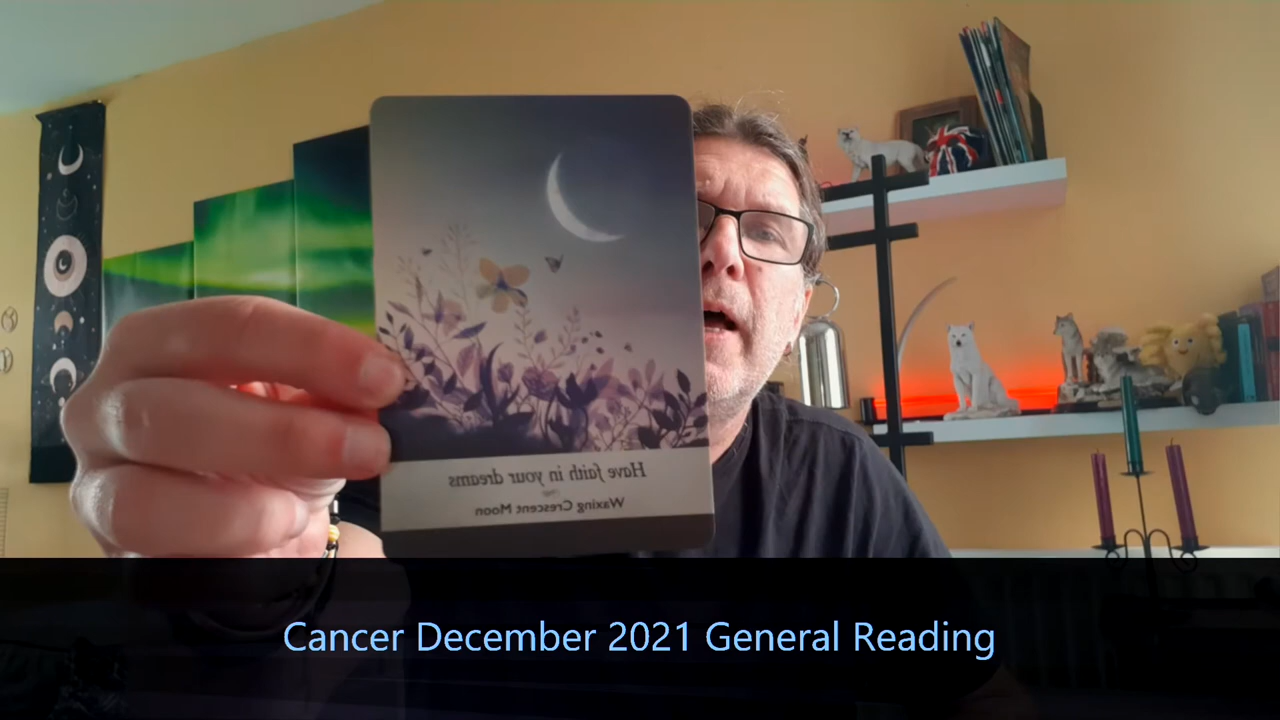 Have faith in your dreams
Waxing Crescent Moon
Cancer December 2021 General Reading